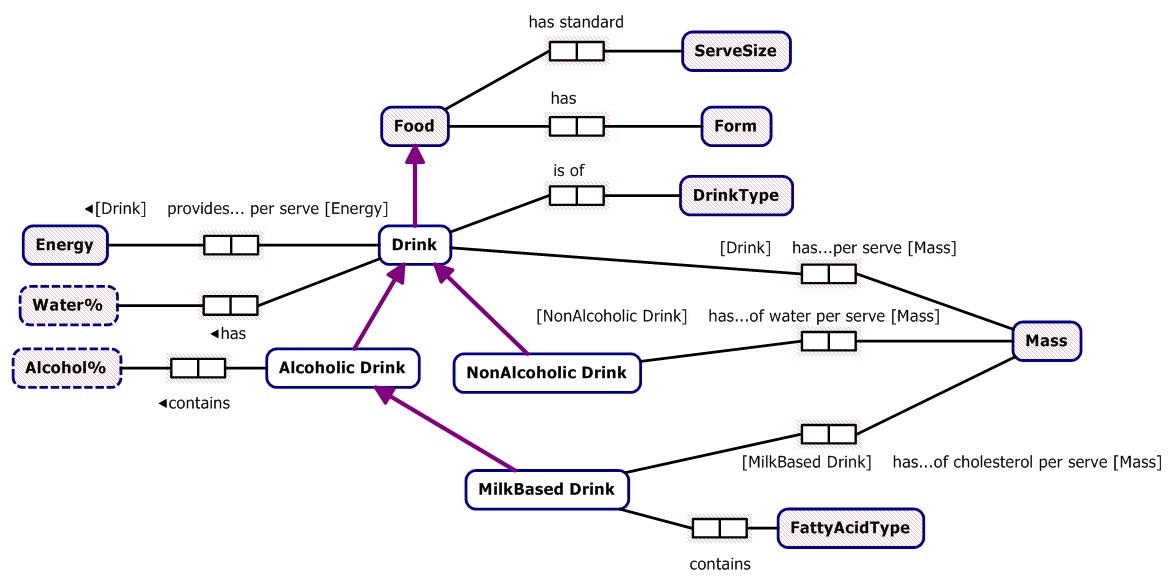 has standard
ServeSize
has
Food
Form
is of
DrinkType
◄[Drink] provides... per serve [Energy]
Energy
Drink
[Drink] has...per serve [Mass]
Water%
◄has
[NonAlcoholic Drink] has...of water per serve [Mass]
Mass
Alcohol%
Alcoholic Drink
NonAlcoholic Drink
◄contains
[MilkBased Drink] has...of cholesterol per serve [Mass]
MilkBased Drink
FattyAcidType
contains